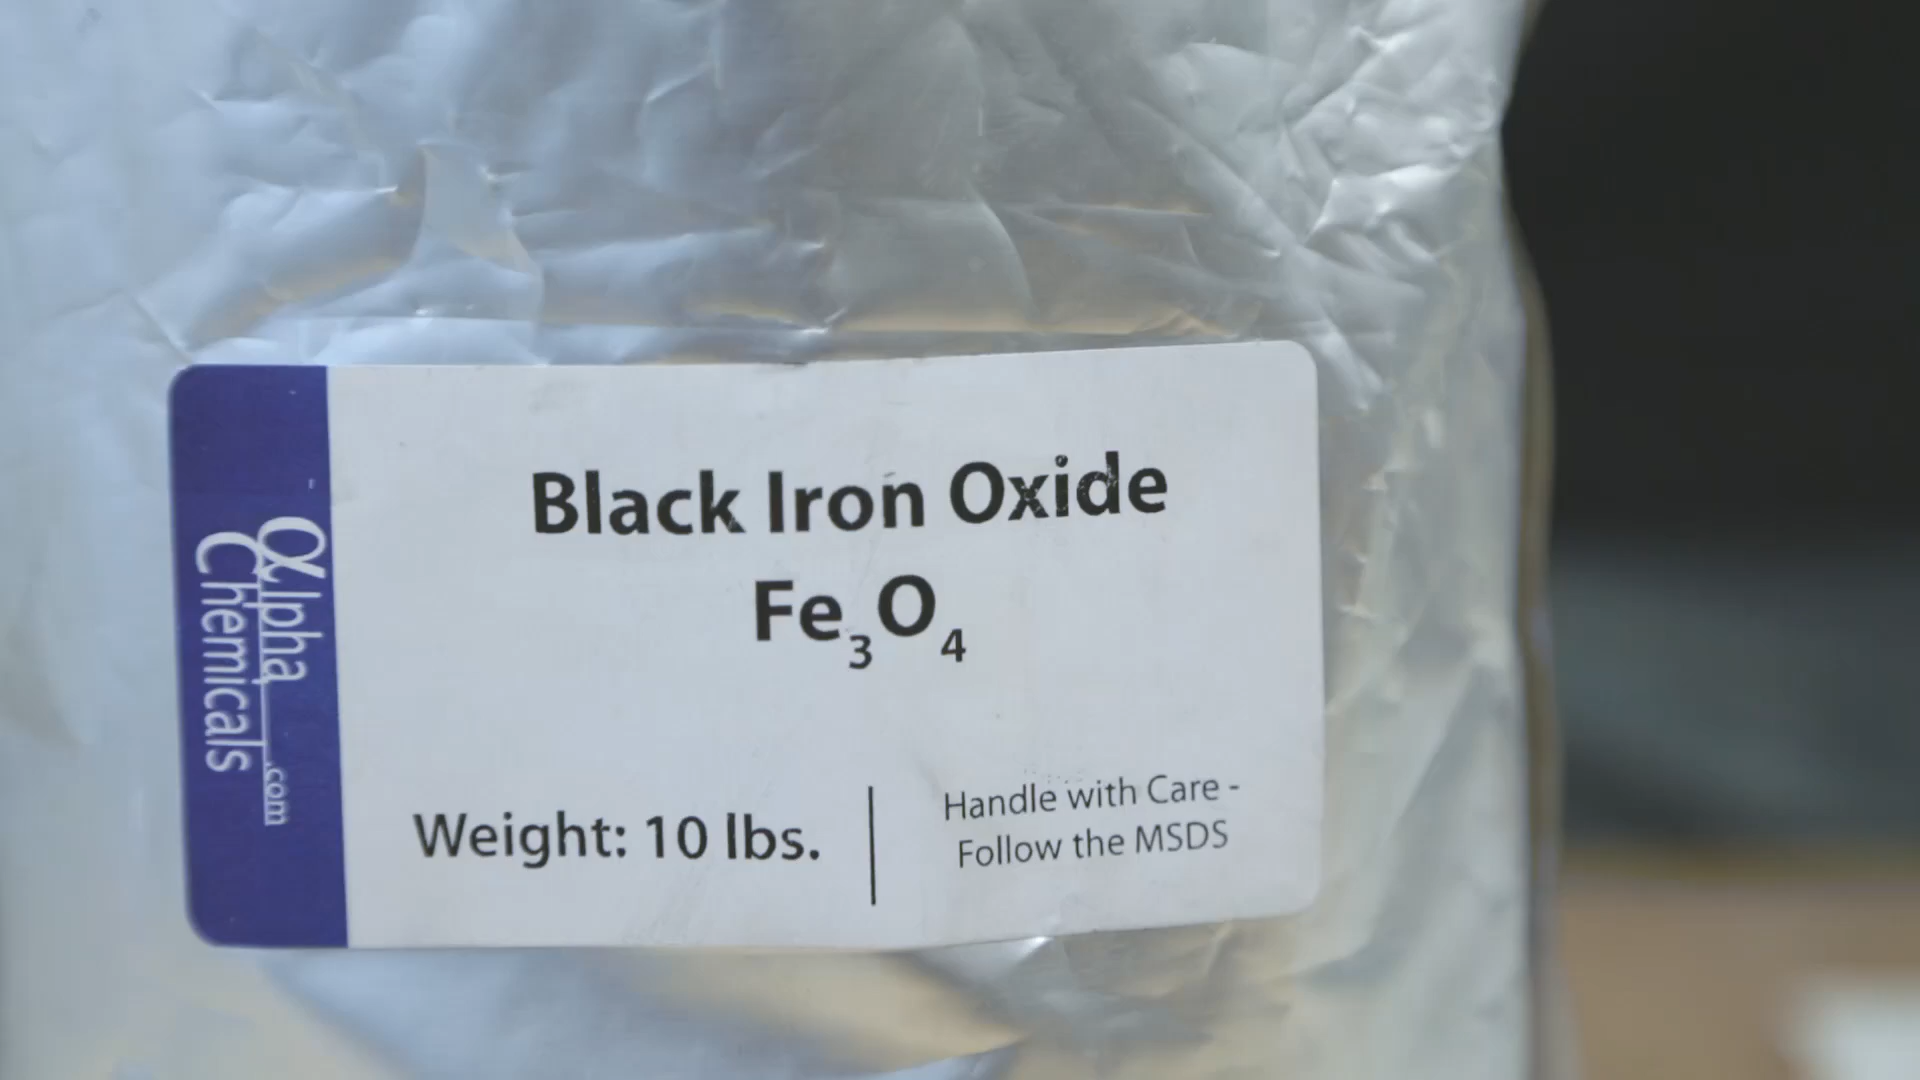 αlpha
Chemicals
.com
Black Iron Oxide
Fe₃O₄
Weight: 10 lbs.
Handle with Care -
Follow the MSDS